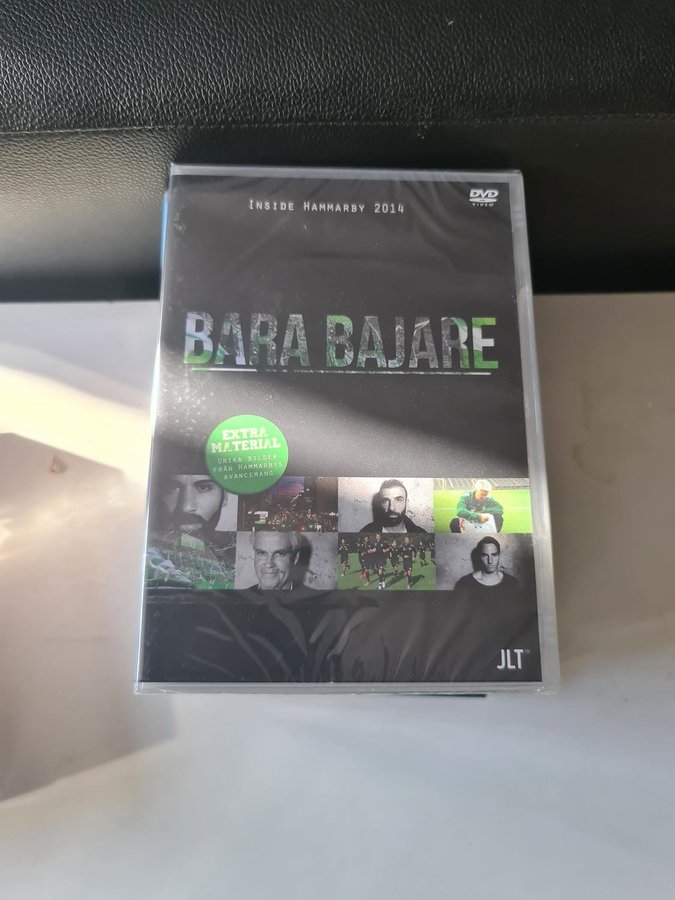 INSIDE HAMMARBY 2014
DVD
VIDEO
BARA BAJARE
EXTRA
MATERIAL
UNIKA BILDER
FRÅN HAMMARBYS
AVANCEMANG
JLT